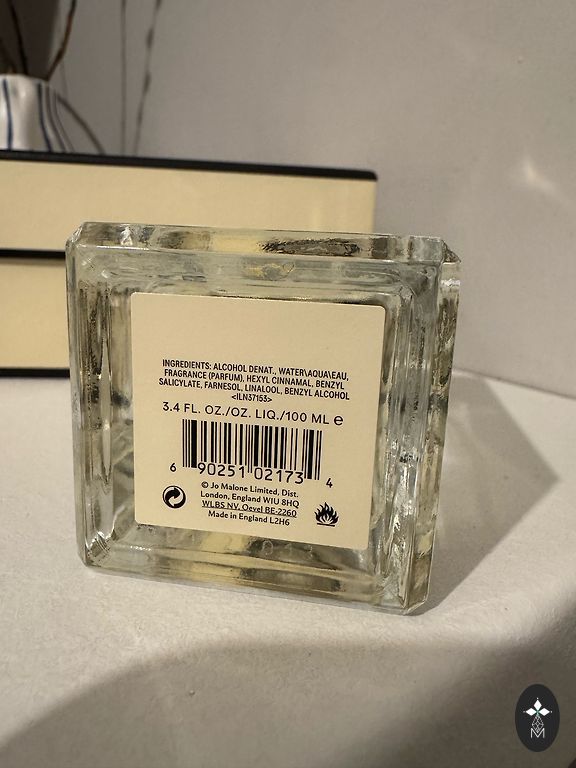 INGREDIENTS: ALCOHOL DENAT., WATER\AQUA\EAU,
FRAGRANCE (PARFUM), HEXYL CINNAMAL, BENZYL
SALICYLATE, FARNESOL, LINALOOL, BENZYL ALCOHOL
<ILN37153>
3.4 FL. OZ./OZ. LIQ./100 ML e
6 90251 02173 4
© Jo Malone Limited, Dist.
London, England W1U 8HQ
WLBS NV, Oevel BE-2260
Made in England L2H6
M